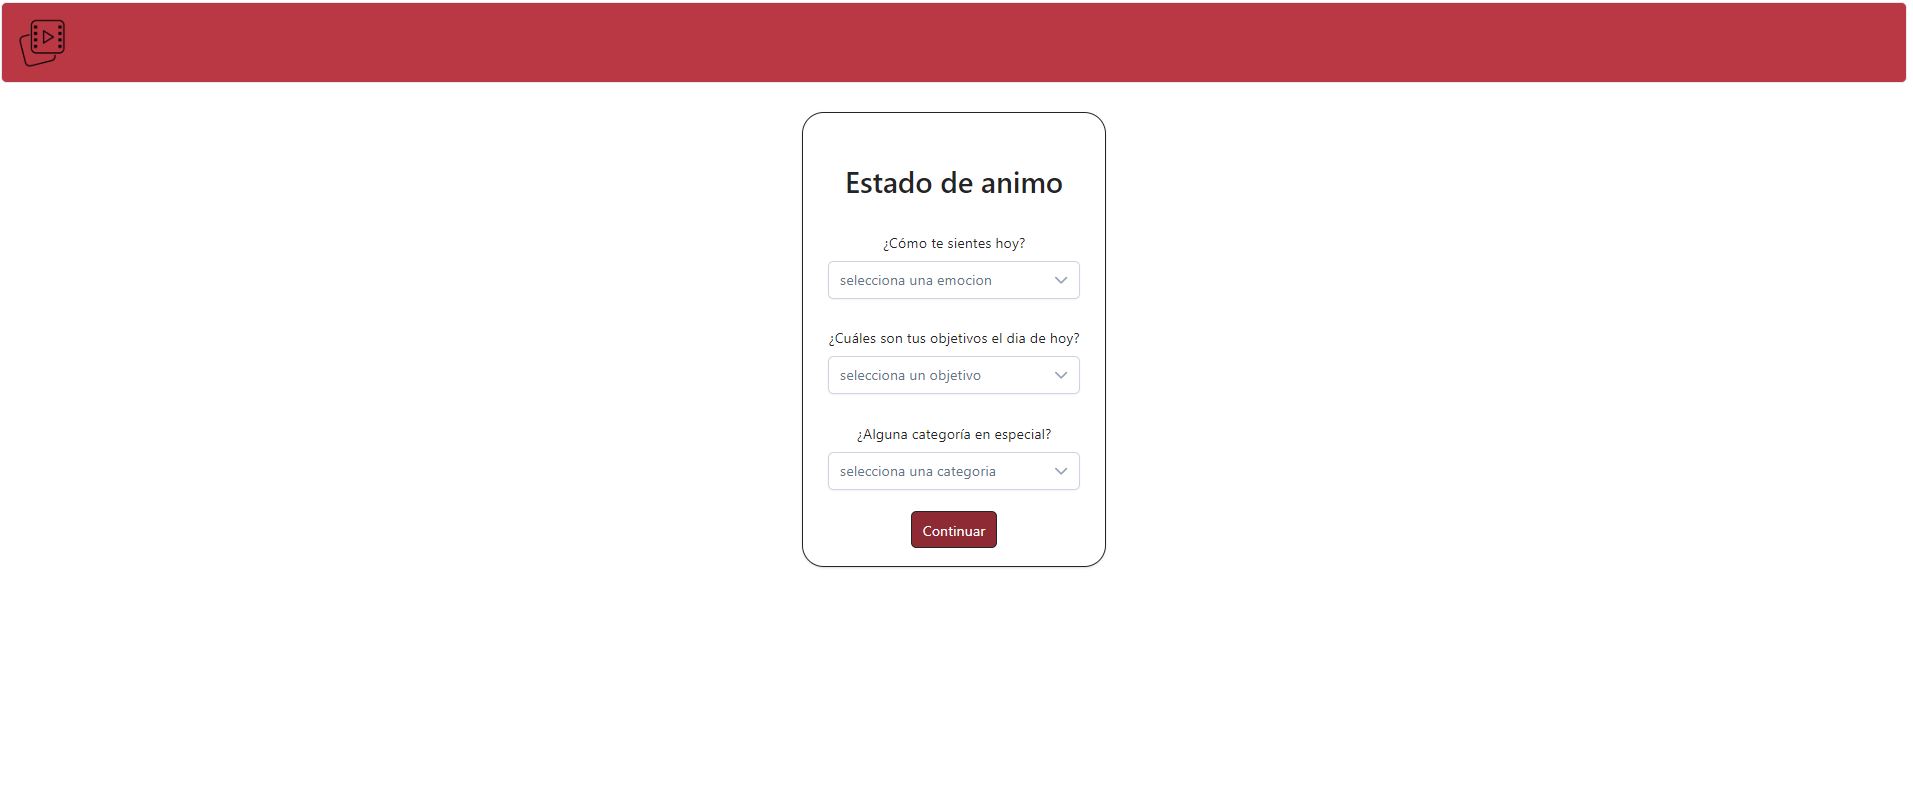 Estado de animo
¿Cómo te sientes hoy?
selecciona una emocion
¿Cuáles son tus objetivos el dia de hoy?
selecciona un objetivo
¿Alguna categoría en especial?
selecciona una categoria
Continuar